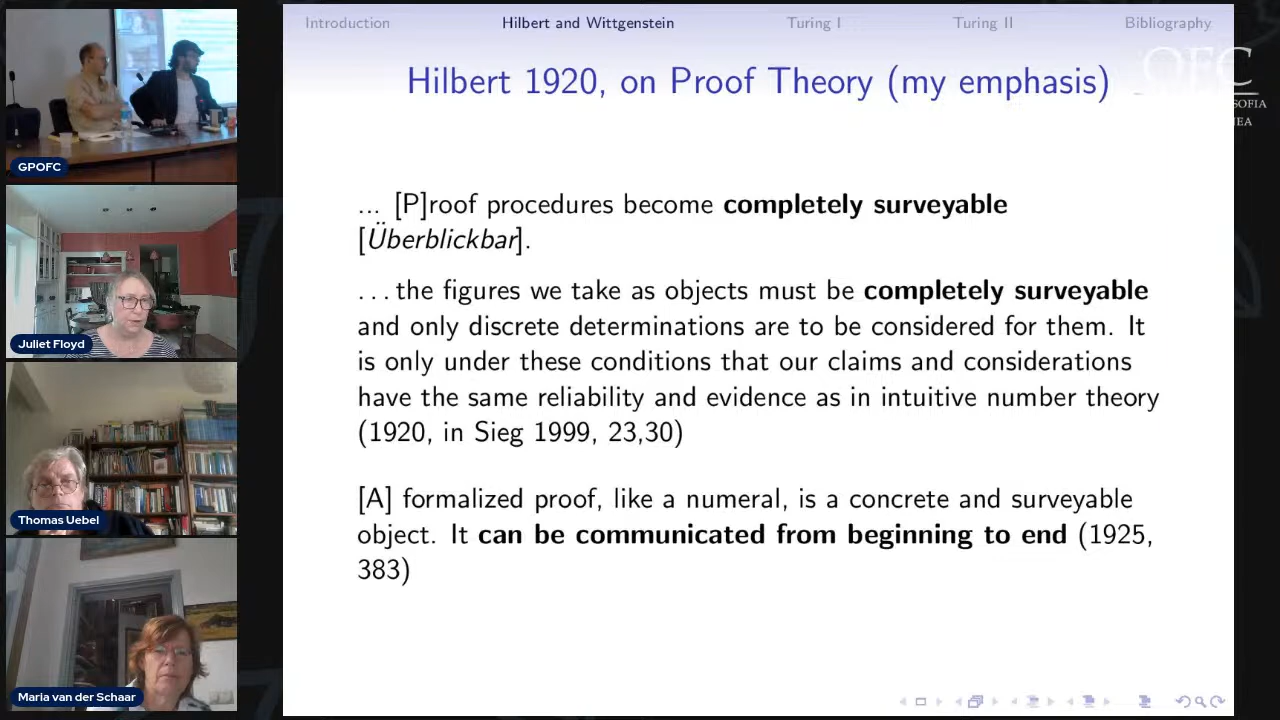 Introduction
Hilbert and Wittgenstein
Turing I
Turing II
Bibliography
Hilbert 1920, on Proof Theory (my emphasis)
... [P]roof procedures become completely surveyable
[Überblickbar].
...the figures we take as objects must be completely surveyable
and only discrete determinations are to be considered for them. It
is only under these conditions that our claims and considerations
have the same reliability and evidence as in intuitive number theory
(1920, in Sieg 1999, 23,30)
[A] formalized proof, like a numeral, is a concrete and surveyable
object. It can be communicated from beginning to end (1925,
383)
GPOFC
Juliet Floyd
Thomas Uebel
Maria van der Schaar